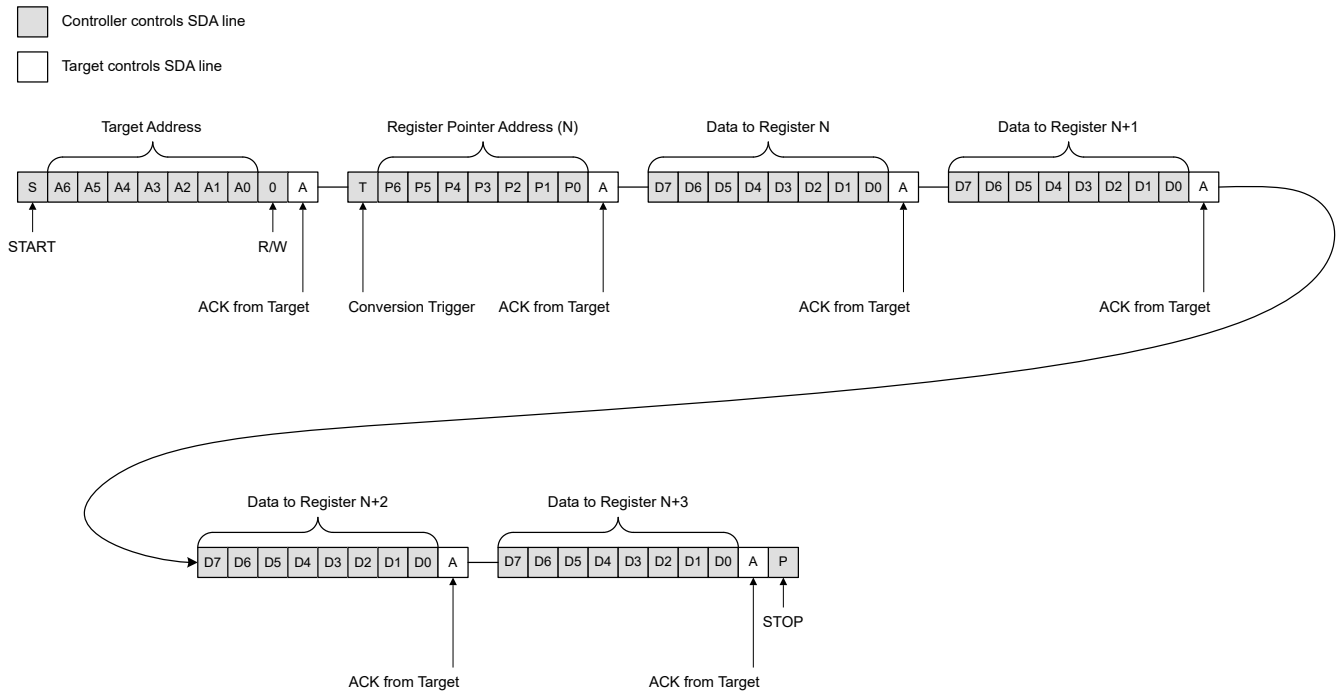 Controller controls SDA line
Target controls SDA line
Target Address
Register Pointer Address (N)
Data to Register N
Data to Register N+1
S A6 A5 A4 A3 A2 A1 A0 0 A T P6 P5 P4 P3 P2 P1 P0 A D7 D6 D5 D4 D3 D2 D1 D0 A D7 D6 D5 D4 D3 D2 D1 D0 A
START
R/W
ACK from Target
Conversion Trigger
ACK from Target
ACK from Target
ACK from Target
Data to Register N+2
Data to Register N+3
D7 D6 D5 D4 D3 D2 D1 D0 A D7 D6 D5 D4 D3 D2 D1 D0 A P
STOP
ACK from Target
ACK from Target